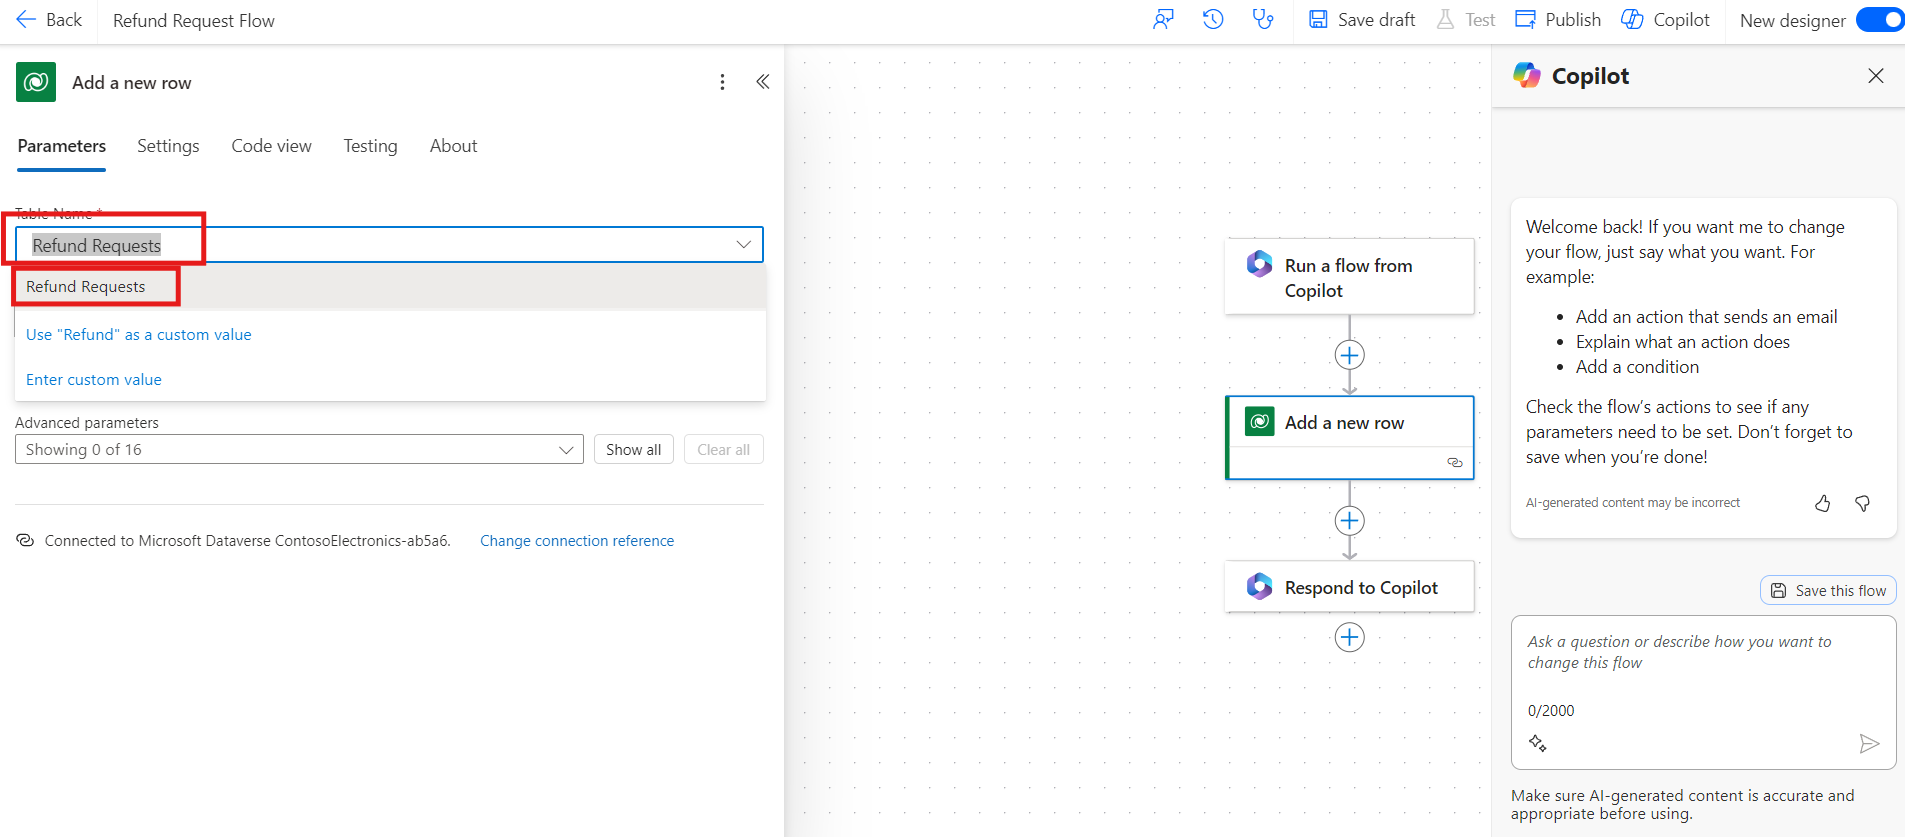 Back
Refund Request Flow
Save draft
Test
Publish
Copilot
New designer
Add a new row
Parameters
Settings
Code view
Testing
About
Table Name *
Refund Requests
Refund Requests
Use "Refund" as a custom value
Enter custom value
Advanced parameters
Showing 0 of 16
Show all
Clear all
Connected to Microsoft Dataverse ContosoElectronics-ab5a6.
Change connection reference
Run a flow from
Copilot
Add a new row
Respond to Copilot
Copilot
Welcome back! If you want me to change
your flow, just say what you want. For
example:
• Add an action that sends an email
• Explain what an action does
• Add a condition
Check the flow's actions to see if any
parameters need to be set. Don't forget to
save when you're done!
AI-generated content may be incorrect
Save this flow
Ask a question or describe how you want to
change this flow
0/2000
Make sure AI-generated content is accurate and
appropriate before using.